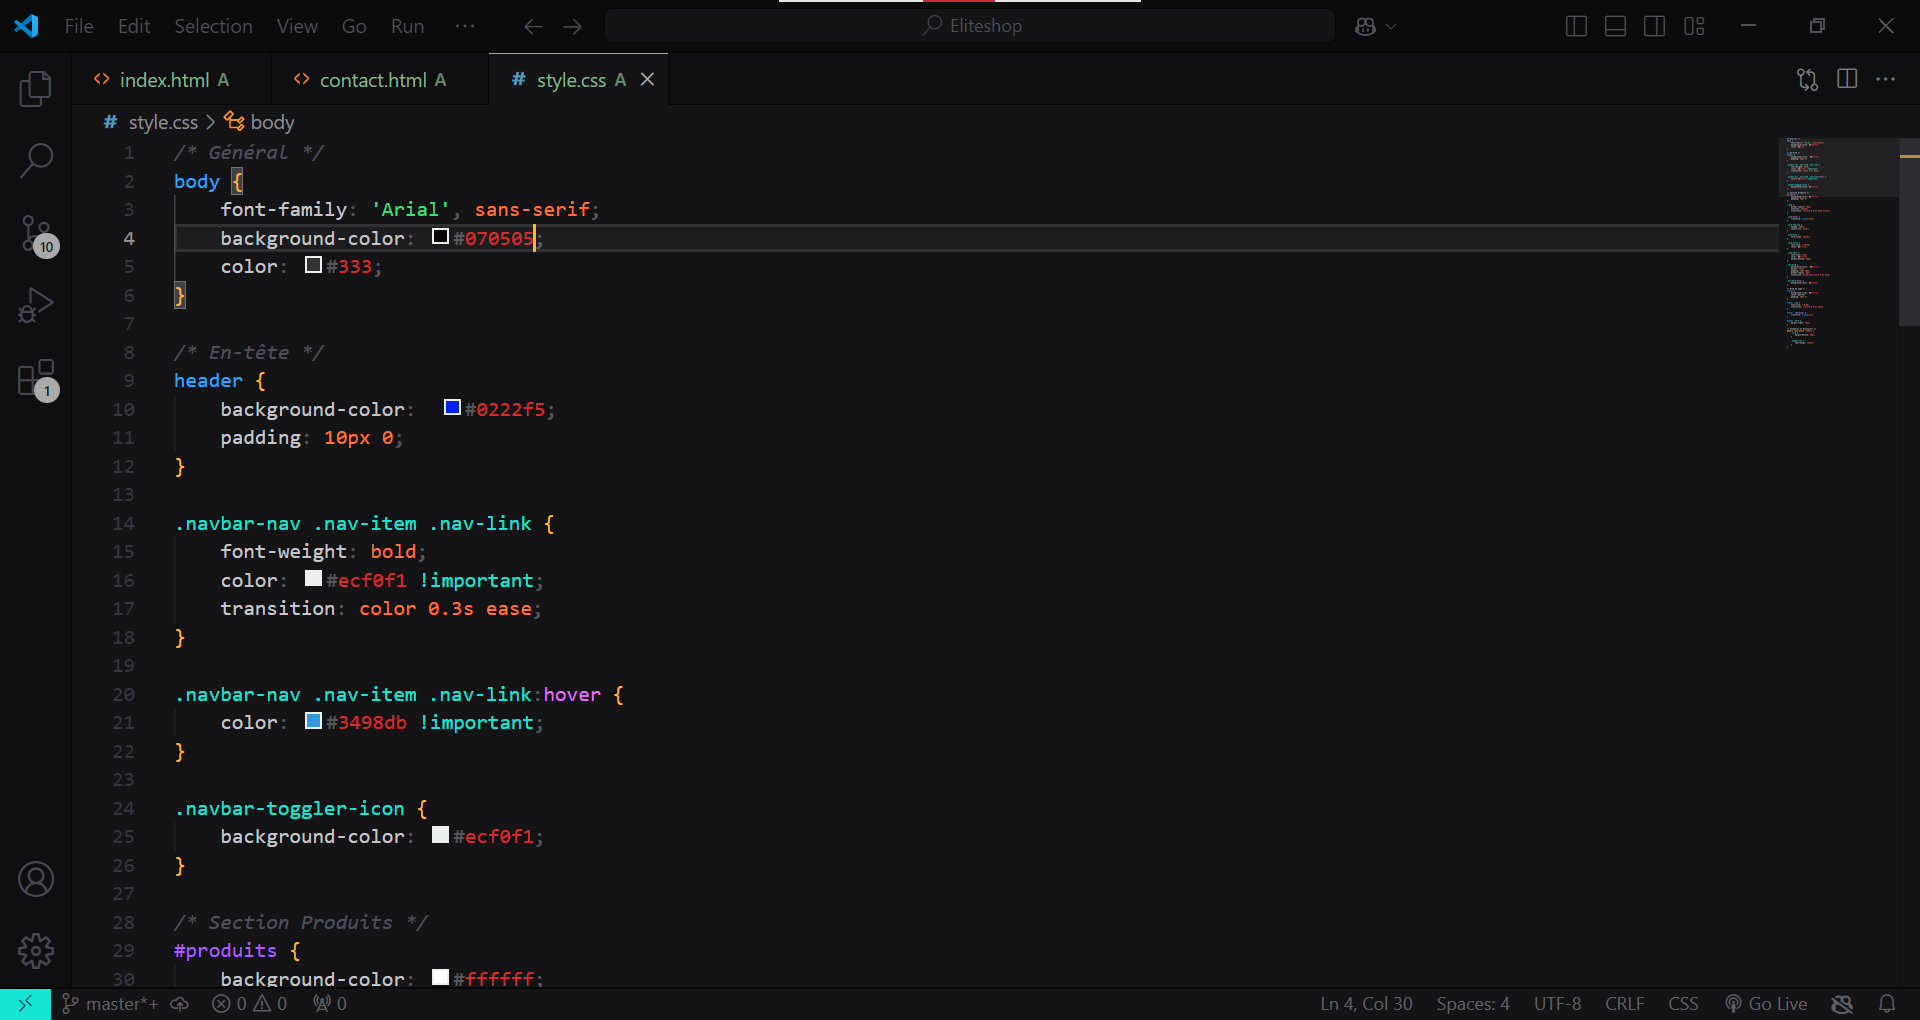 File Edit Selection View Go Run ··· Eliteshop
index.html A contact.html A style.css A
# style.css > body
1 /* Général */
2 body {
3 font-family: 'Arial', sans-serif;
4 background-color: #070505;
5 color: #333;
6 }
7
8 /* En-tête */
9 header {
10 background-color: #0222f5;
11 padding: 10px 0;
12 }
13
14 .navbar-nav .nav-item .nav-link {
15 font-weight: bold;
16 color: #ecf0f1 !important;
17 transition: color 0.3s ease;
18 }
19
20 .navbar-nav .nav-item .nav-link:hover {
21 color: #3498db !important;
22 }
23
24 .navbar-toggler-icon {
25 background-color: #ecf0f1;
26 }
27
28 /* Section Produits */
29 #produits {
30 background-color: #ffffff;
10
1
master*+ 0 0 0 Ln 4, Col 30 Spaces: 4 UTF-8 CRLF CSS Go Live